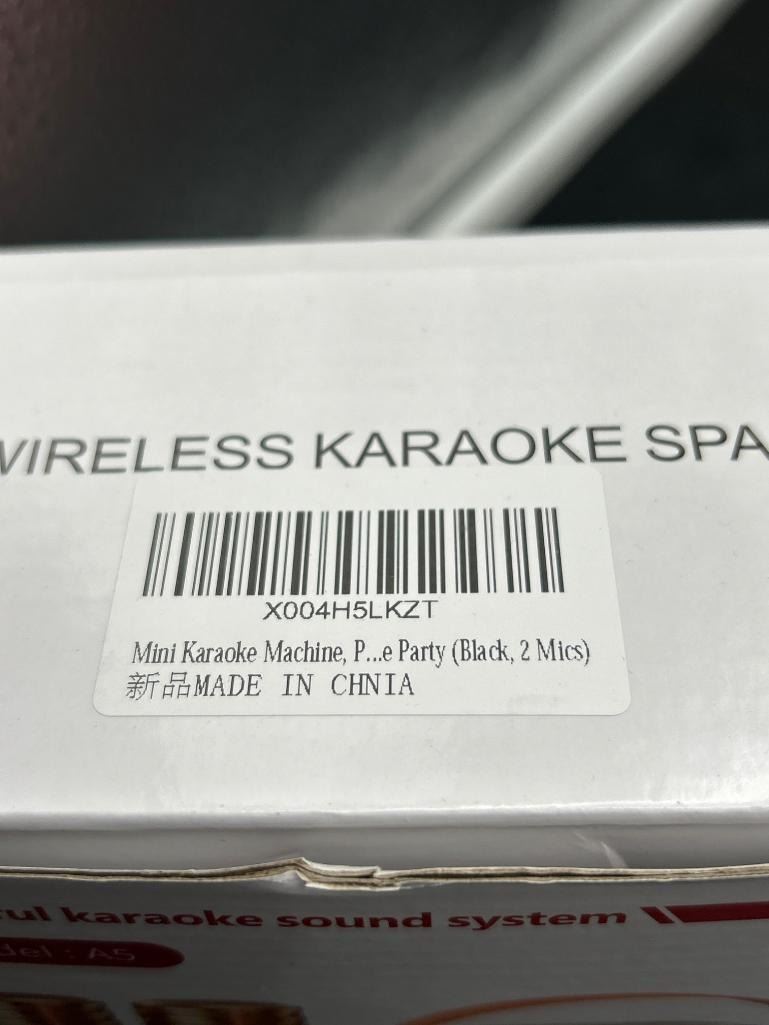 WIRELESS KARAOKE SPA
X004H5LKZT
Mini Karaoke Machine, P...e Party (Black, 2 Mics)
新品MADE IN CHNIA
karaoke sound system
: A5